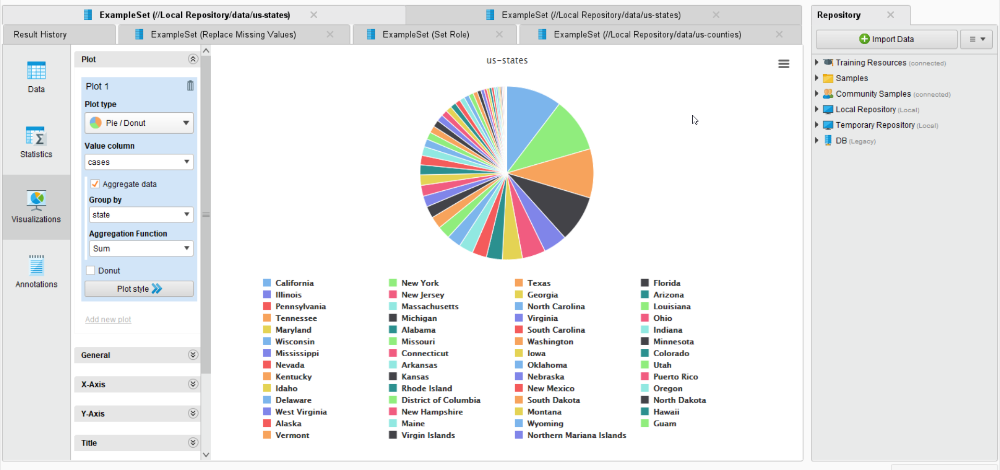 ExampleSet (//Local Repository/data/us-states)
ExampleSet (//Local Repository/data/us-states)
Result History
ExampleSet (Replace Missing Values)
ExampleSet (Set Role)
ExampleSet (//Local Repository/data/us-counties)
Data
Statistics
Visualizations
Annotations
Plot
Plot 1
Plot type
Pie / Donut
Value column
cases
Aggregate data
Group by
state
Aggregation Function
Sum
Donut
Plot style
Add new plot
General
X-Axis
Y-Axis
Title
us-states
California New York Texas Florida
Illinois New Jersey Georgia Arizona
Pennsylvania Massachusetts North Carolina Louisiana
Tennessee Michigan Virginia Ohio
Maryland Alabama South Carolina Indiana
Wisconsin Missouri Washington Minnesota
Mississippi Connecticut Iowa Colorado
Nevada Arkansas Oklahoma Utah
Kentucky Kansas Nebraska Puerto Rico
Idaho Rhode Island New Mexico Oregon
Delaware District of Columbia South Dakota North Dakota
West Virginia New Hampshire Montana Hawaii
Alaska Maine Wyoming Guam
Vermont Virgin Islands Northern Mariana Islands
Repository
Import Data
Training Resources (connected)
Samples
Community Samples (connected)
Local Repository (Local)
Temporary Repository (Local)
DB (Legacy)